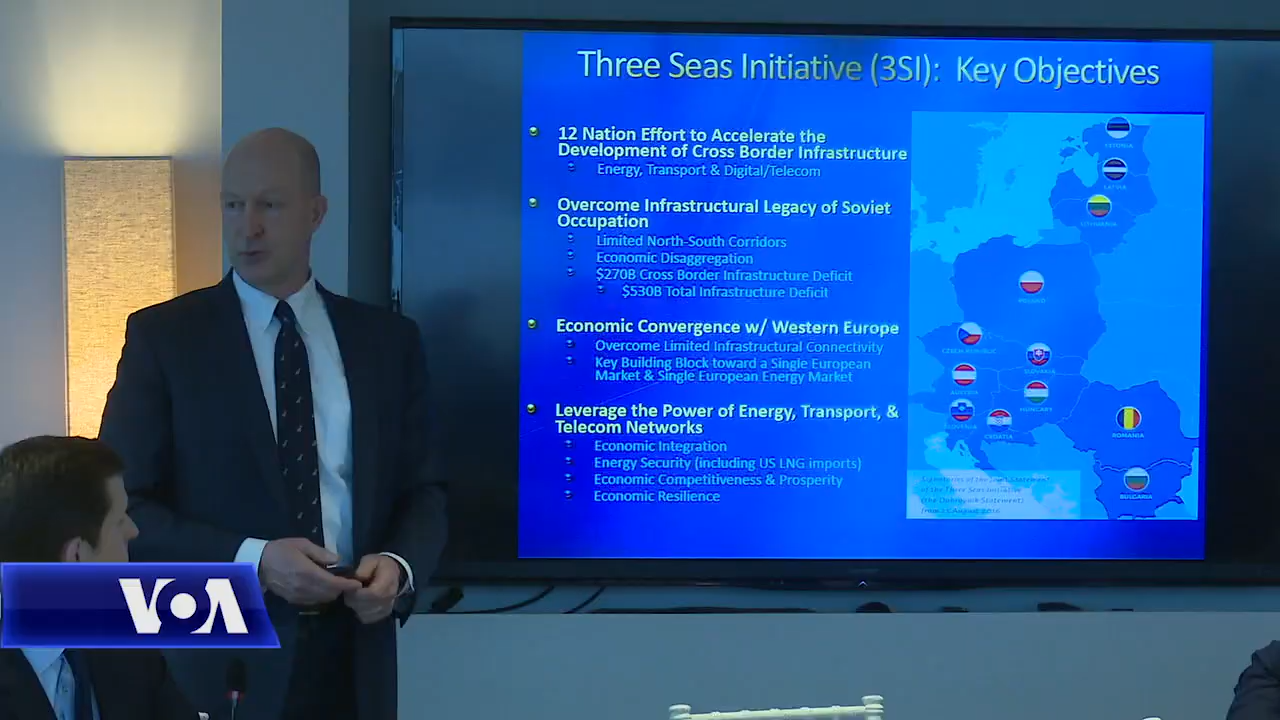 Three Seas Initiative (3SI): Key Objectives
12 Nation Effort to Accelerate the
Development of Cross Border Infrastructure
Energy, Transport & Digital/Telecom
Overcome Infrastructural Legacy of Soviet
Occupation
Limited North-South Corridors
Economic Disaggregation
$270B Cross Border Infrastructure Deficit
$530B Total Infrastructure Deficit
Economic Convergence w/ Western Europe
Overcome Limited Infrastructural Connectivity
Key Building Block toward a Single European
Market & Single European Energy Market
Leverage the Power of Energy, Transport, &
Telecom Networks
Economic Integration
Energy Security (including US LNG imports)
Economic Competitiveness & Prosperity
Economic Resilience
ESTONIA
LATVIA
LITHUANIA
POLAND
CZECH REPUBLIC
SLOVAKIA
AUSTRIA
HUNGARY
SLOVENIA
CROATIA
ROMANIA
BULGARIA
of the Three Seas Initiative
VOA